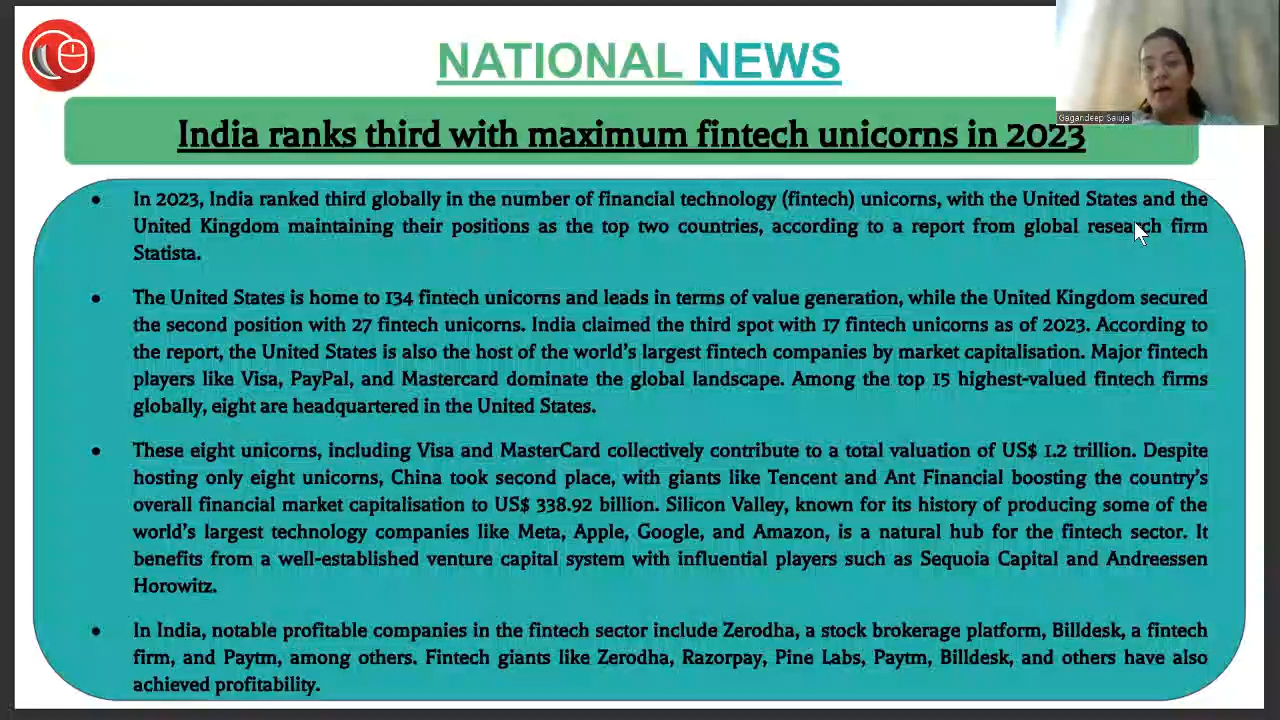 NATIONAL NEWS
India ranks third with maximum fintech unicorns in 2023
Gagandeep Sauja
• In 2023, India ranked third globally in the number of financial technology (fintech) unicorns, with the United States and the
United Kingdom maintaining their positions as the top two countries, according to a report from global research firm
Statista.
• The United States is home to 134 fintech unicorns and leads in terms of value generation, while the United Kingdom secured
the second position with 27 fintech unicorns. India claimed the third spot with 17 fintech unicorns as of 2023. According to
the report, the United States is also the host of the world's largest fintech companies by market capitalisation. Major fintech
players like Visa, PayPal, and Mastercard dominate the global landscape. Among the top 15 highest-valued fintech firms
globally, eight are headquartered in the United States.
• These eight unicorns, including Visa and MasterCard collectively contribute to a total valuation of US$ 1.2 trillion. Despite
hosting only eight unicorns, China took second place, with giants like Tencent and Ant Financial boosting the country's
overall financial market capitalisation to US$ 338.92 billion. Silicon Valley, known for its history of producing some of the
world's largest technology companies like Meta, Apple, Google, and Amazon, is a natural hub for the fintech sector. It
benefits from a well-established venture capital system with influential players such as Sequoia Capital and Andreessen
Horowitz.
• In India, notable profitable companies in the fintech sector include Zerodha, a stock brokerage platform, Billdesk, a fintech
firm, and Paytm, among others. Fintech giants like Zerodha, Razorpay, Pine Labs, Paytm, Billdesk, and others have also
achieved profitability.